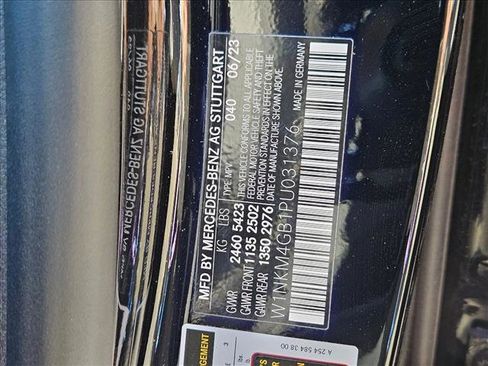 MFD BY MERCEDES-BENZ AG STUTTGART
KG LBS TYPE: MPV 040 06/23
GVWR 2460 5423
GAWR FRONT 1135 2502
GAWR REAR 1350 2976
THIS VEHICLE CONFORMS TO ALL APPLICABLE
FEDERAL MOTOR VEHICLE SAFETY AND THEFT
PREVENTION STANDARDS IN EFFECT ON THE
DATE OF MANUFACTURE SHOWN ABOVE.
W1NKM4GB1PU031376
MADE IN GERMANY
A 254 584 38 00